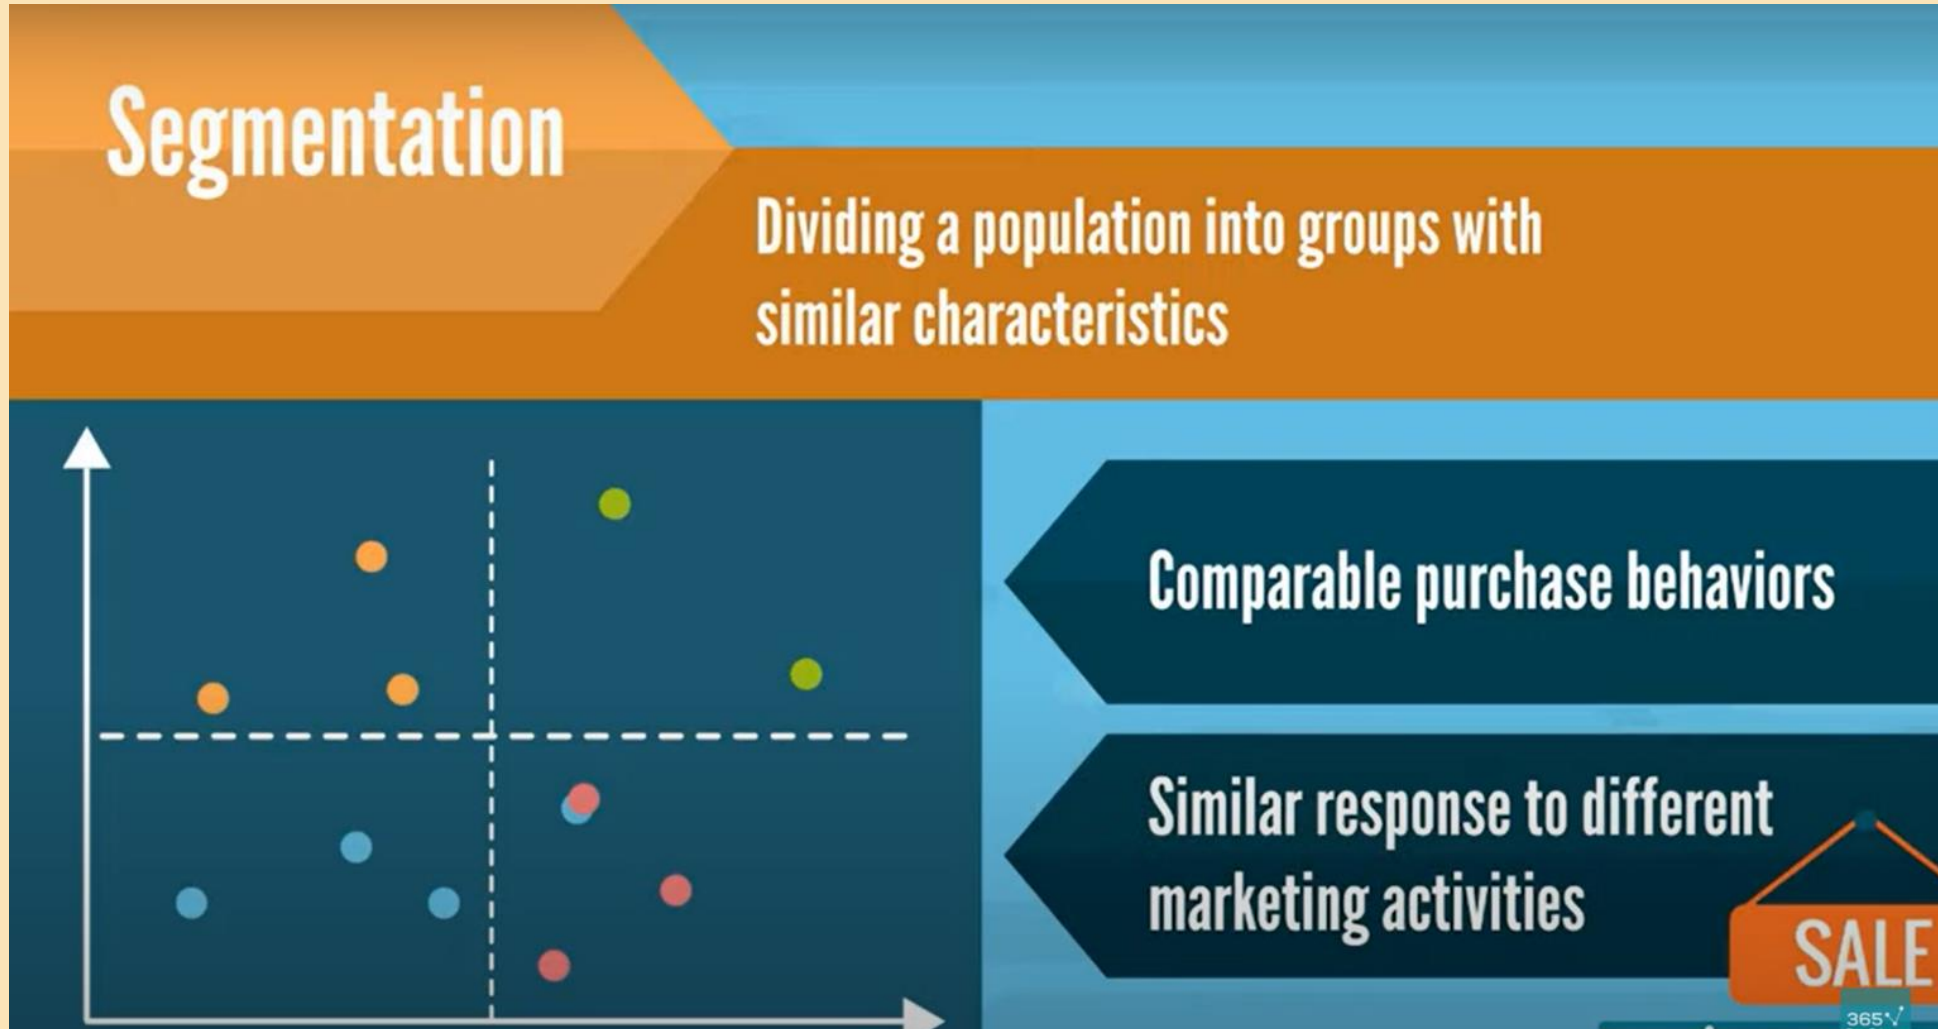 Segmentation
Dividing a population into groups with
similar characteristics
Comparable purchase behaviors
Similar response to different
marketing activities
SALE
365